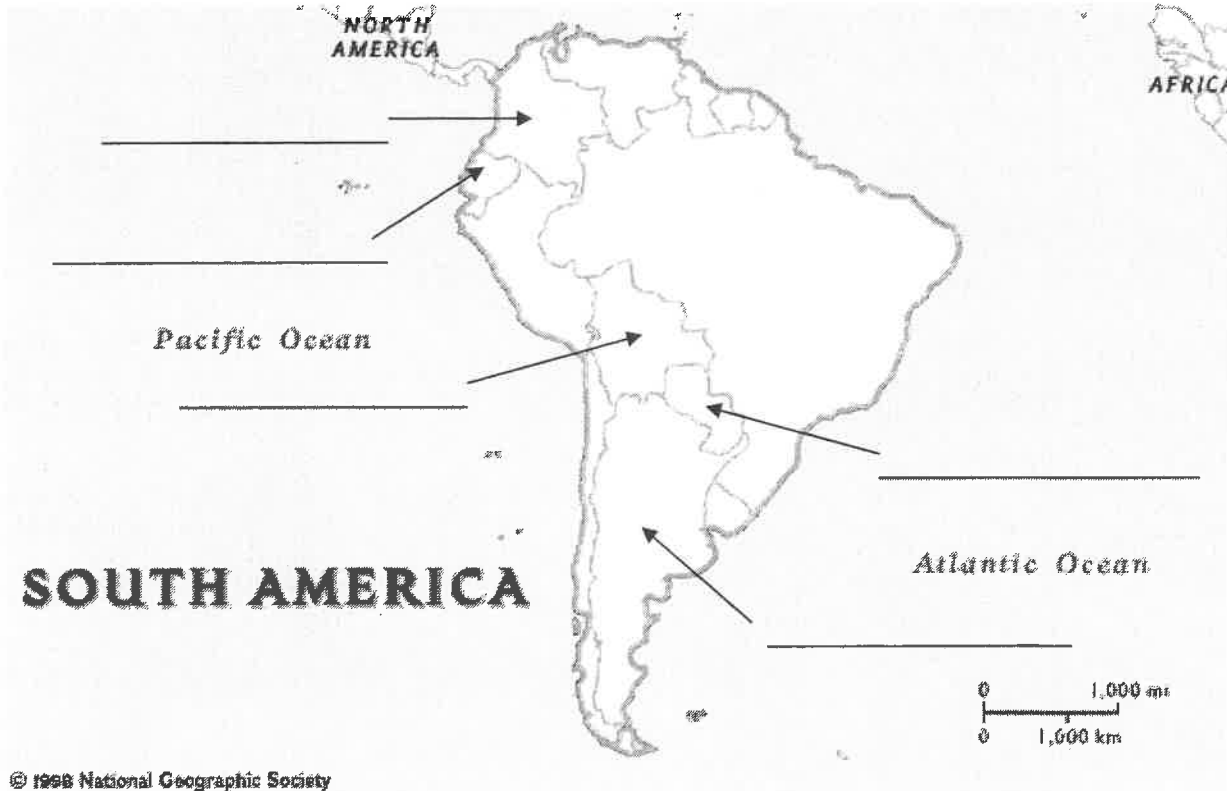 NORTH
AMERICA
AFRICA
Pacific Ocean
Atlantic Ocean
SOUTH AMERICA
0 1,000 mi
0 1,000 km
© 1998 National Geographic Society